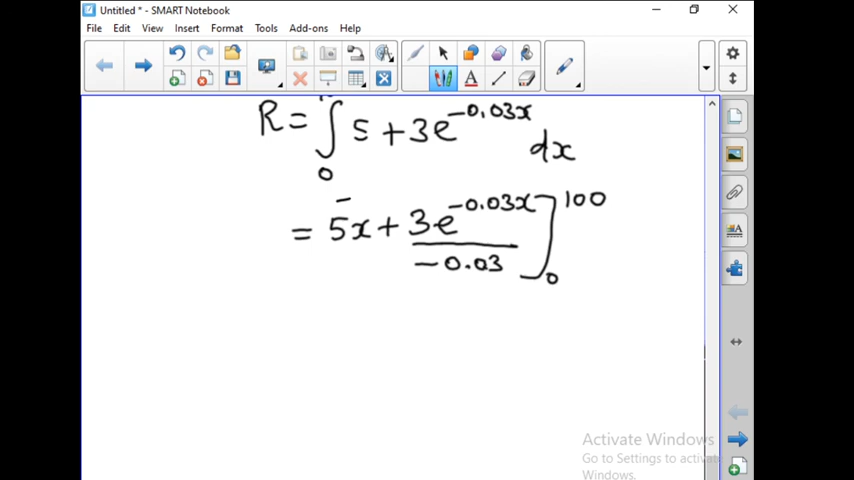 Untitled * - SMART Notebook
File Edit View Insert Format Tools Add-ons Help
R = ∫ 5 + 3e^{-0.03x} dx
0
= 5x + 3e^{-0.03x} ] 100
-0.03 0
Activate Windows
Go to Settings to activate
Windows.